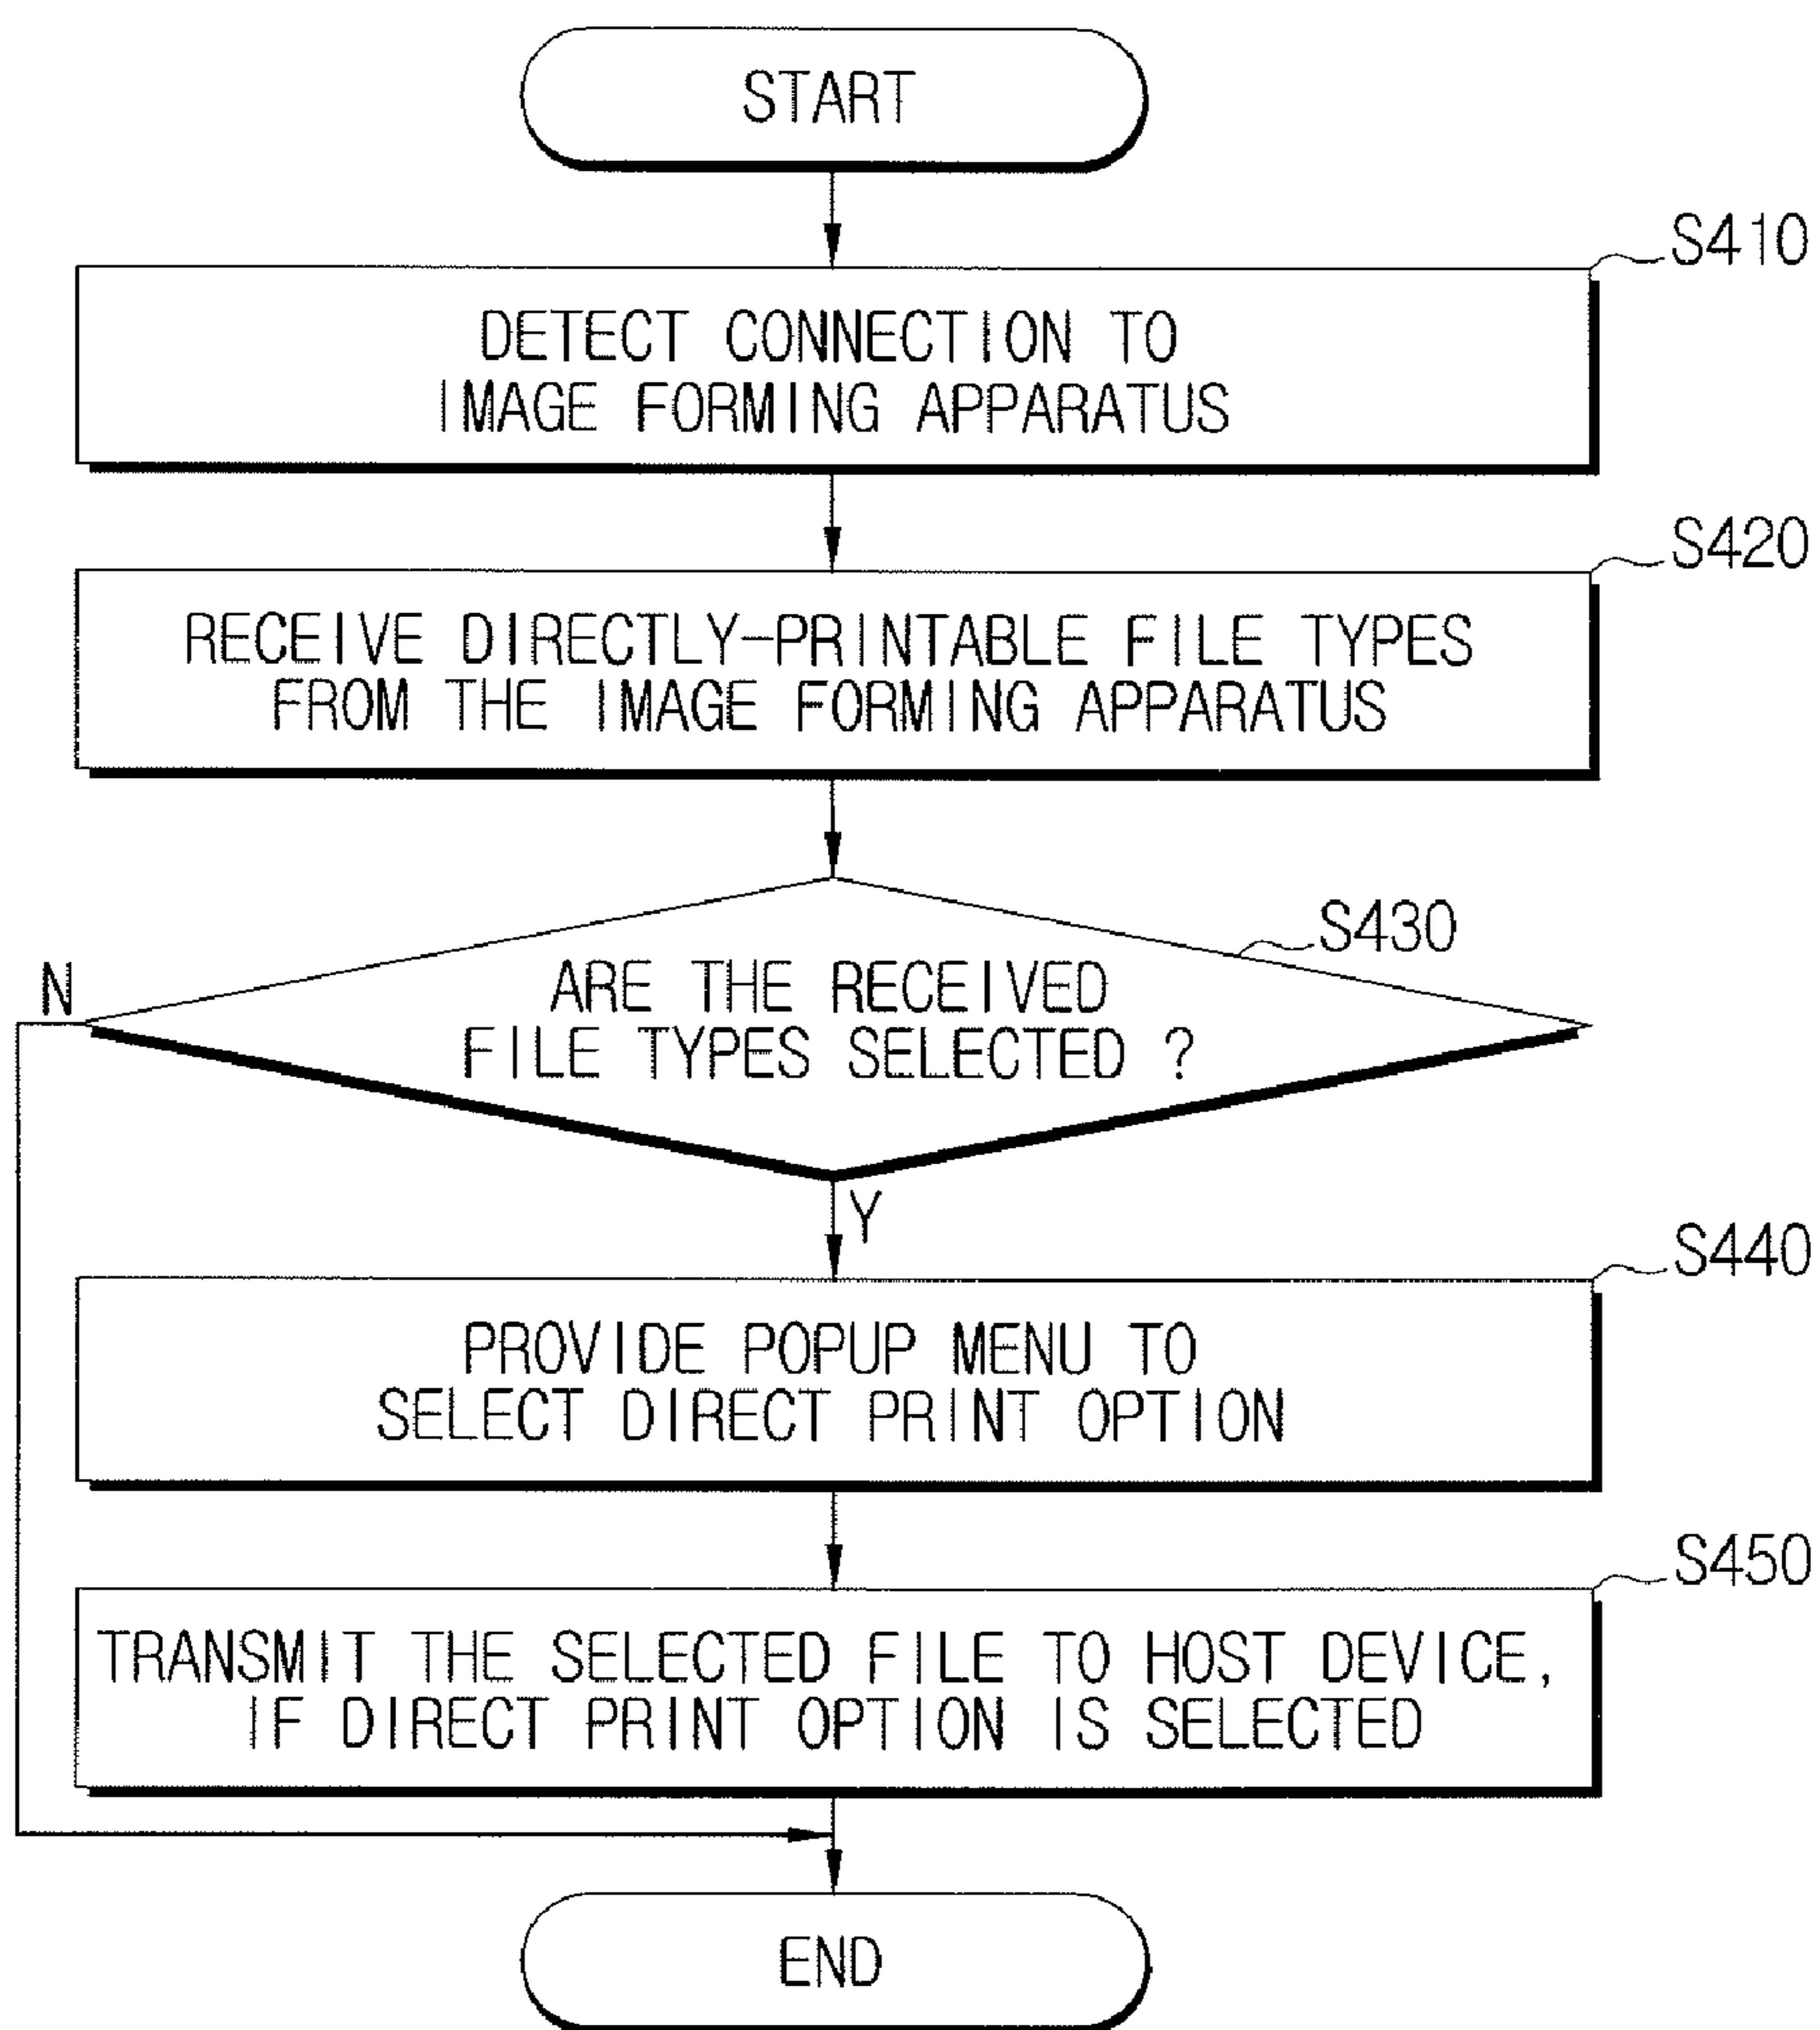 START
S410
DETECT CONNECTION TO
IMAGE FORMING APPARATUS
S420
RECEIVE DIRECTLY-PRINTABLE FILE TYPES
FROM THE IMAGE FORMING APPARATUS
S430
N
ARE THE RECEIVED
FILE TYPES SELECTED ?
Y
S440
PROVIDE POPUP MENU TO
SELECT DIRECT PRINT OPTION
S450
TRANSMIT THE SELECTED FILE TO HOST DEVICE,
IF DIRECT PRINT OPTION IS SELECTED
END